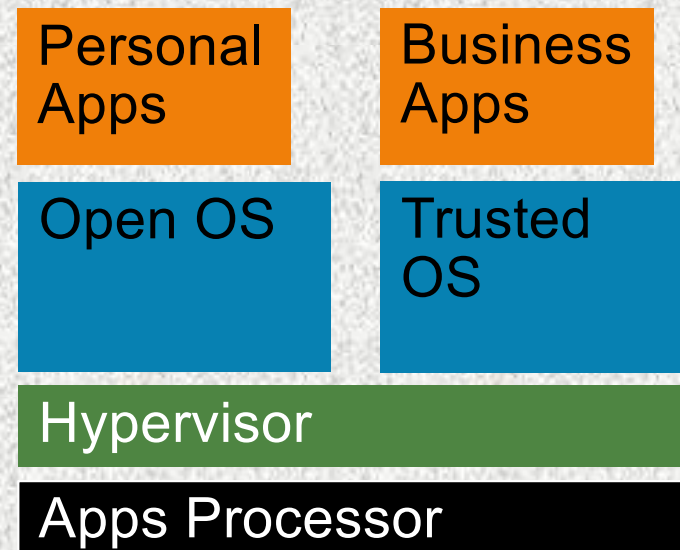 Personal
Apps
Business
Apps
Open OS
Trusted
OS
Hypervisor
Apps Processor